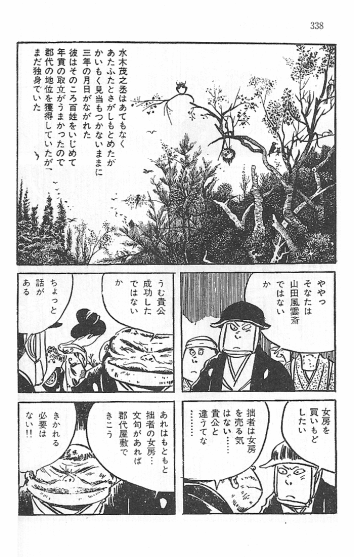 338
水木茂之丞はあてもなく
あたふたとさがしもとめたが
かいもく見当もつかないままに
三年の月日がながれた
彼はそのころ百姓をいじめて
年貢の取立がうまかったので
郡代の地位を獲得していたが、
まだ独身でいた
ややっ
そなたは
山田風雲斎
ではない
か
うむ貴公
成功した
ではない
か
ちょっと
話が
ある
女房を
買いもど
したい
拙者は女房
を売る気
はない……
貴公と
違うてな
………
あれはもともと
拙者の女房…
文句があれば
郡代屋敷で
きこう
きかれる
必要は
ない!!